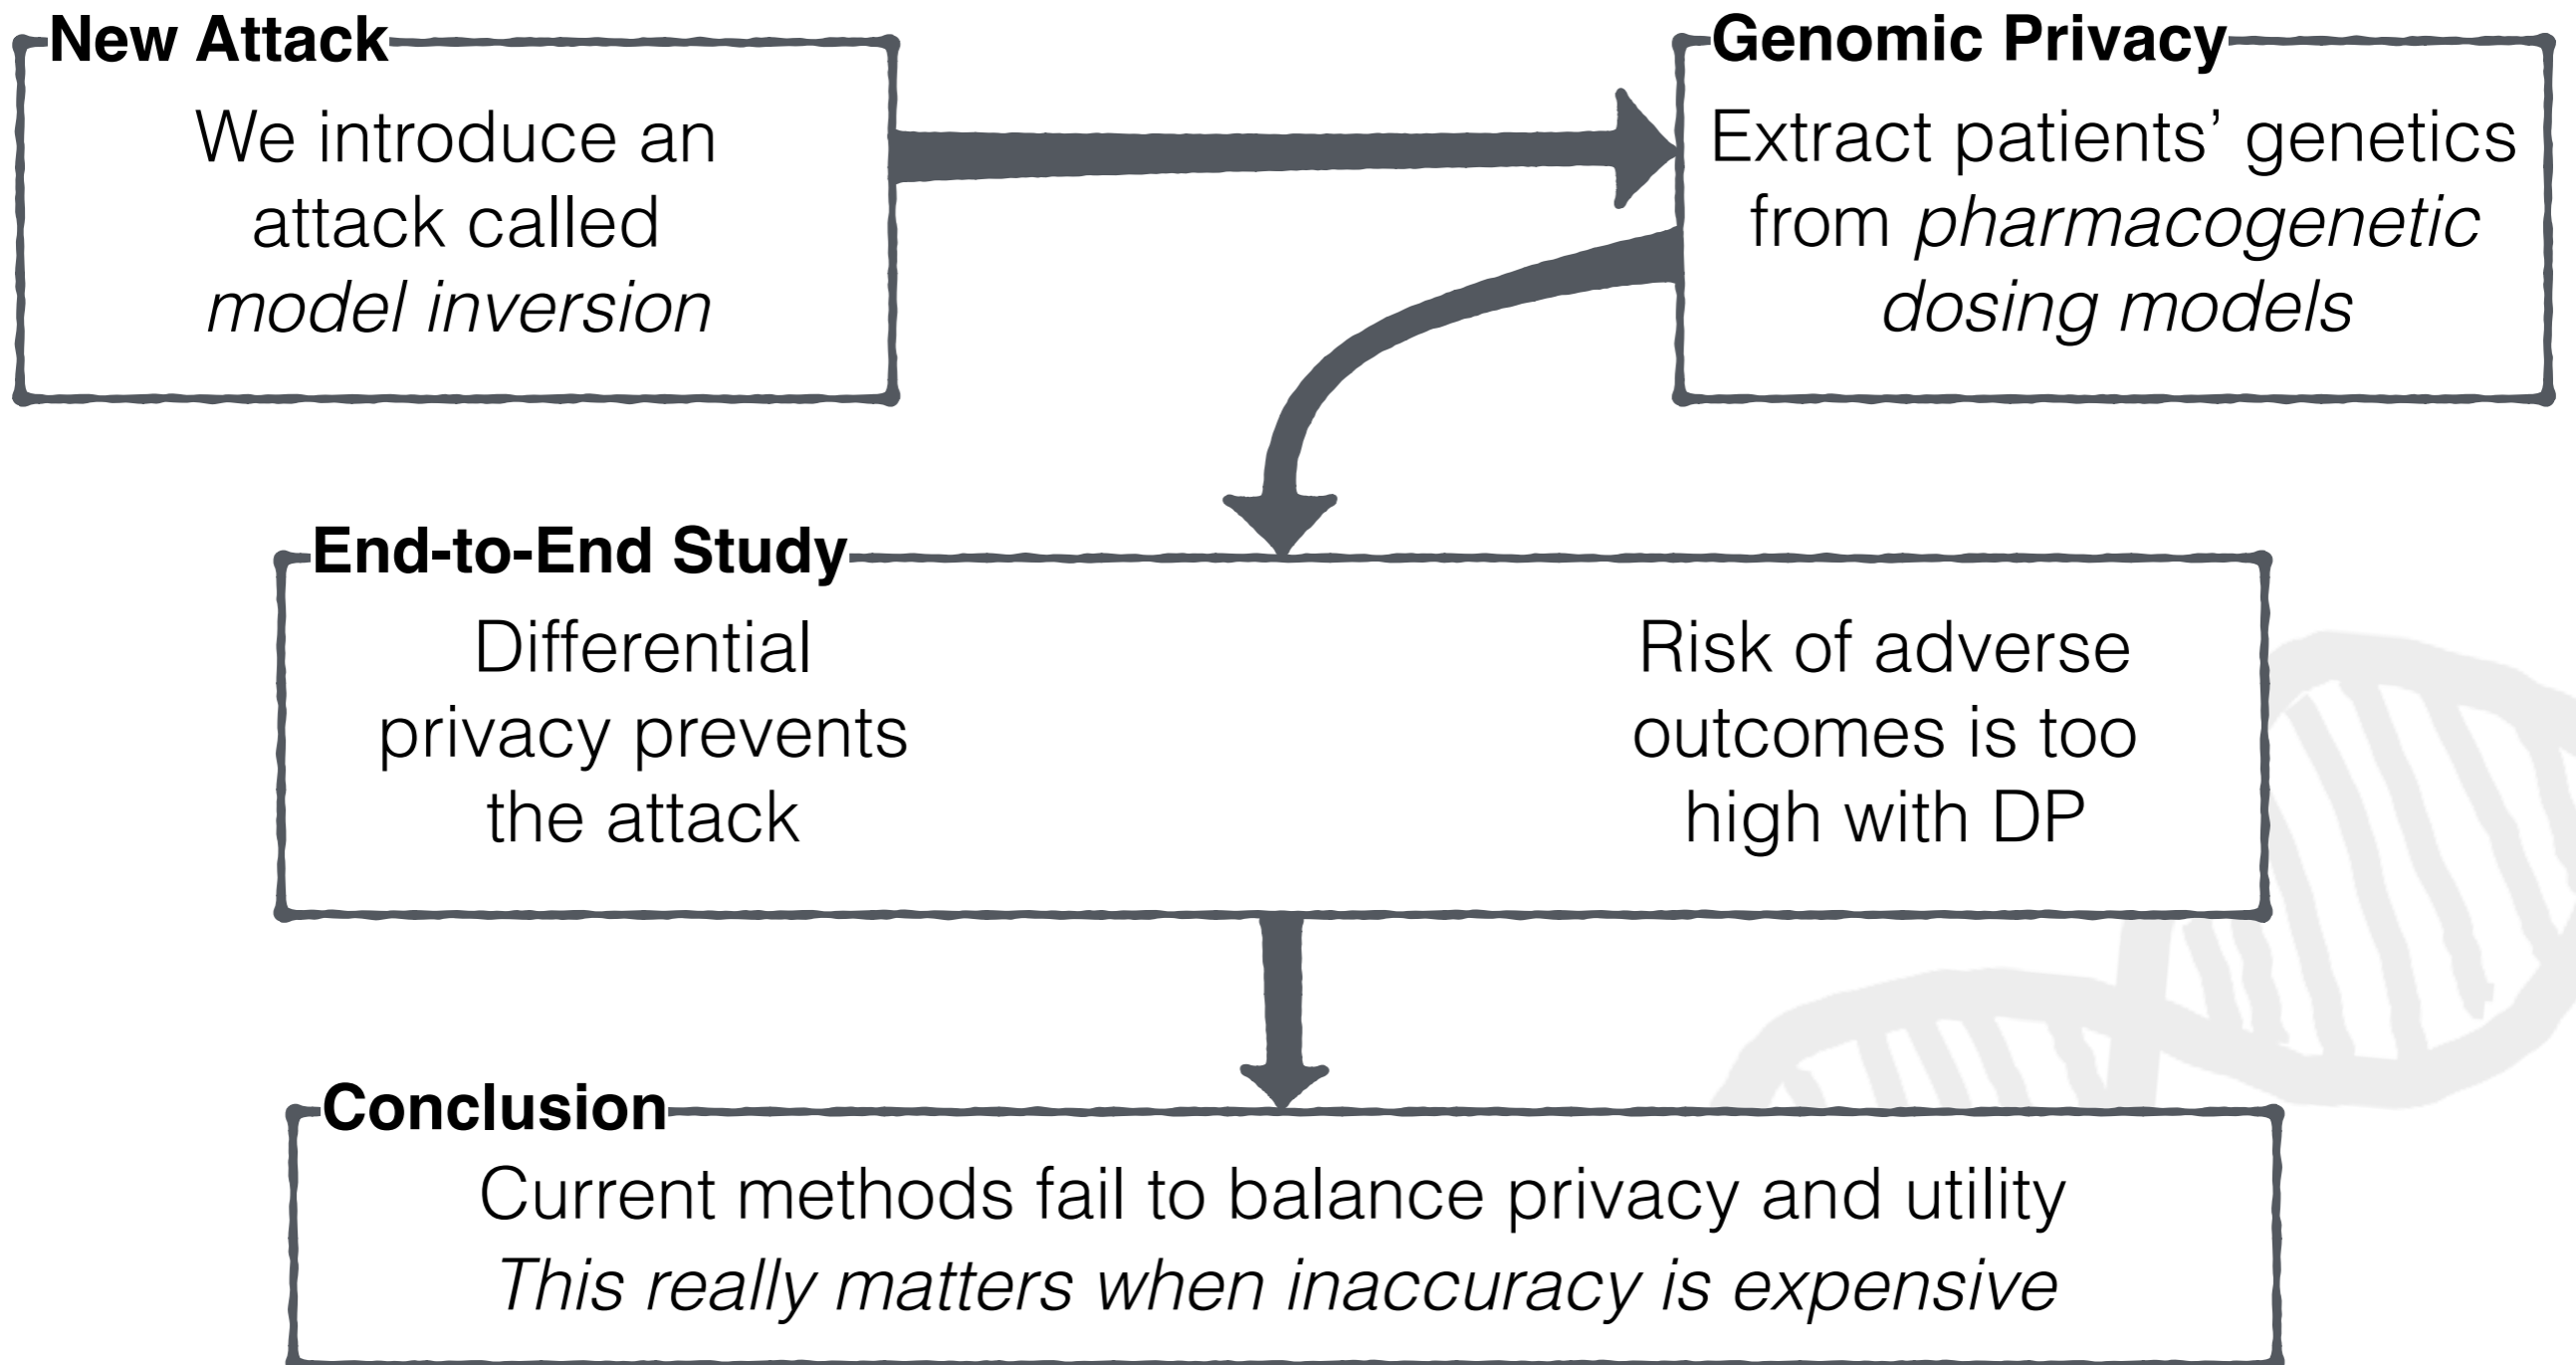 New Attack
We introduce an
attack called
model inversion
Genomic Privacy
Extract patients’ genetics
from pharmacogenetic
dosing models
End-to-End Study
Differential
privacy prevents
the attack
Risk of adverse
outcomes is too
high with DP
Conclusion
Current methods fail to balance privacy and utility
This really matters when inaccuracy is expensive